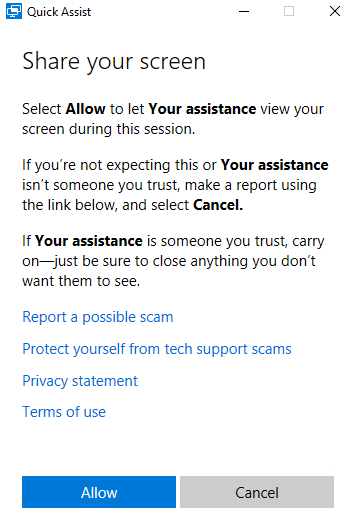 Quick Assist
Share your screen
Select Allow to let Your assistance view your
screen during this session.
If you’re not expecting this or Your assistance
isn’t someone you trust, make a report using
the link below, and select Cancel.
If Your assistance is someone you trust, carry
on—just be sure to close anything you don’t
want them to see.
Report a possible scam
Protect yourself from tech support scams
Privacy statement
Terms of use
Allow
Cancel